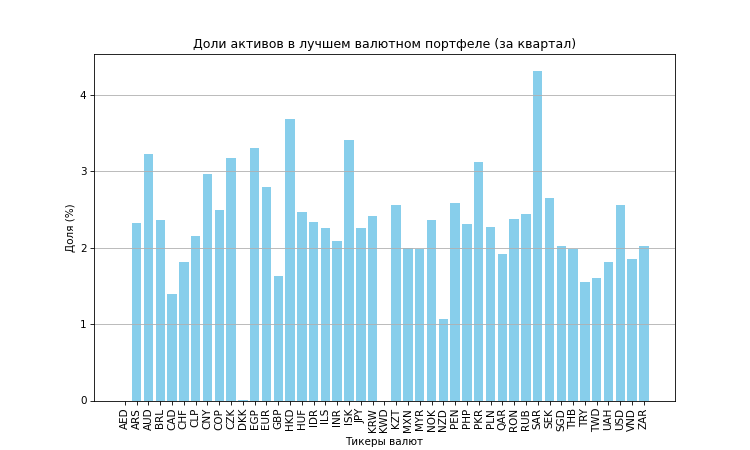 Доли активов в лучшем валютном портфеле (за квартал)
Доля (%)
4
3
2
1
0
AED ARS AUD BRL CAD CHF CLP CNY COP CZK DKK EGP EUR GBP HKD HUF IDR ILS INR ISK JPY KRW KWD KZT MXN MYR NOK NZD PEN PHP PKR PLN QAR RON RUB SAR SEK SGD THB TRY TWD UAH USD VND ZAR
Тикеры валют